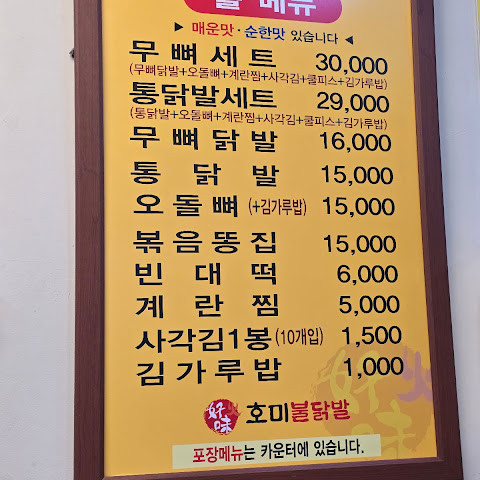 메뉴
▶ 매운맛·순한맛 있습니다 ◀
무뼈세트 30,000
(무뼈닭발+오돌뼈+계란찜+사각김+쿨피스+김가루밥)
통닭발세트 29,000
(통닭발+오돌뼈+계란찜+사각김+쿨피스+김가루밥)
무뼈닭발 16,000
통닭발 15,000
오돌뼈(+김가루밥) 15,000
볶음똥집 15,000
빈대떡 6,000
계란찜 5,000
사각김1봉(10개입) 1,500
김가루밥 1,000
好味 호미불닭발
포장메뉴는 카운터에 있습니다.